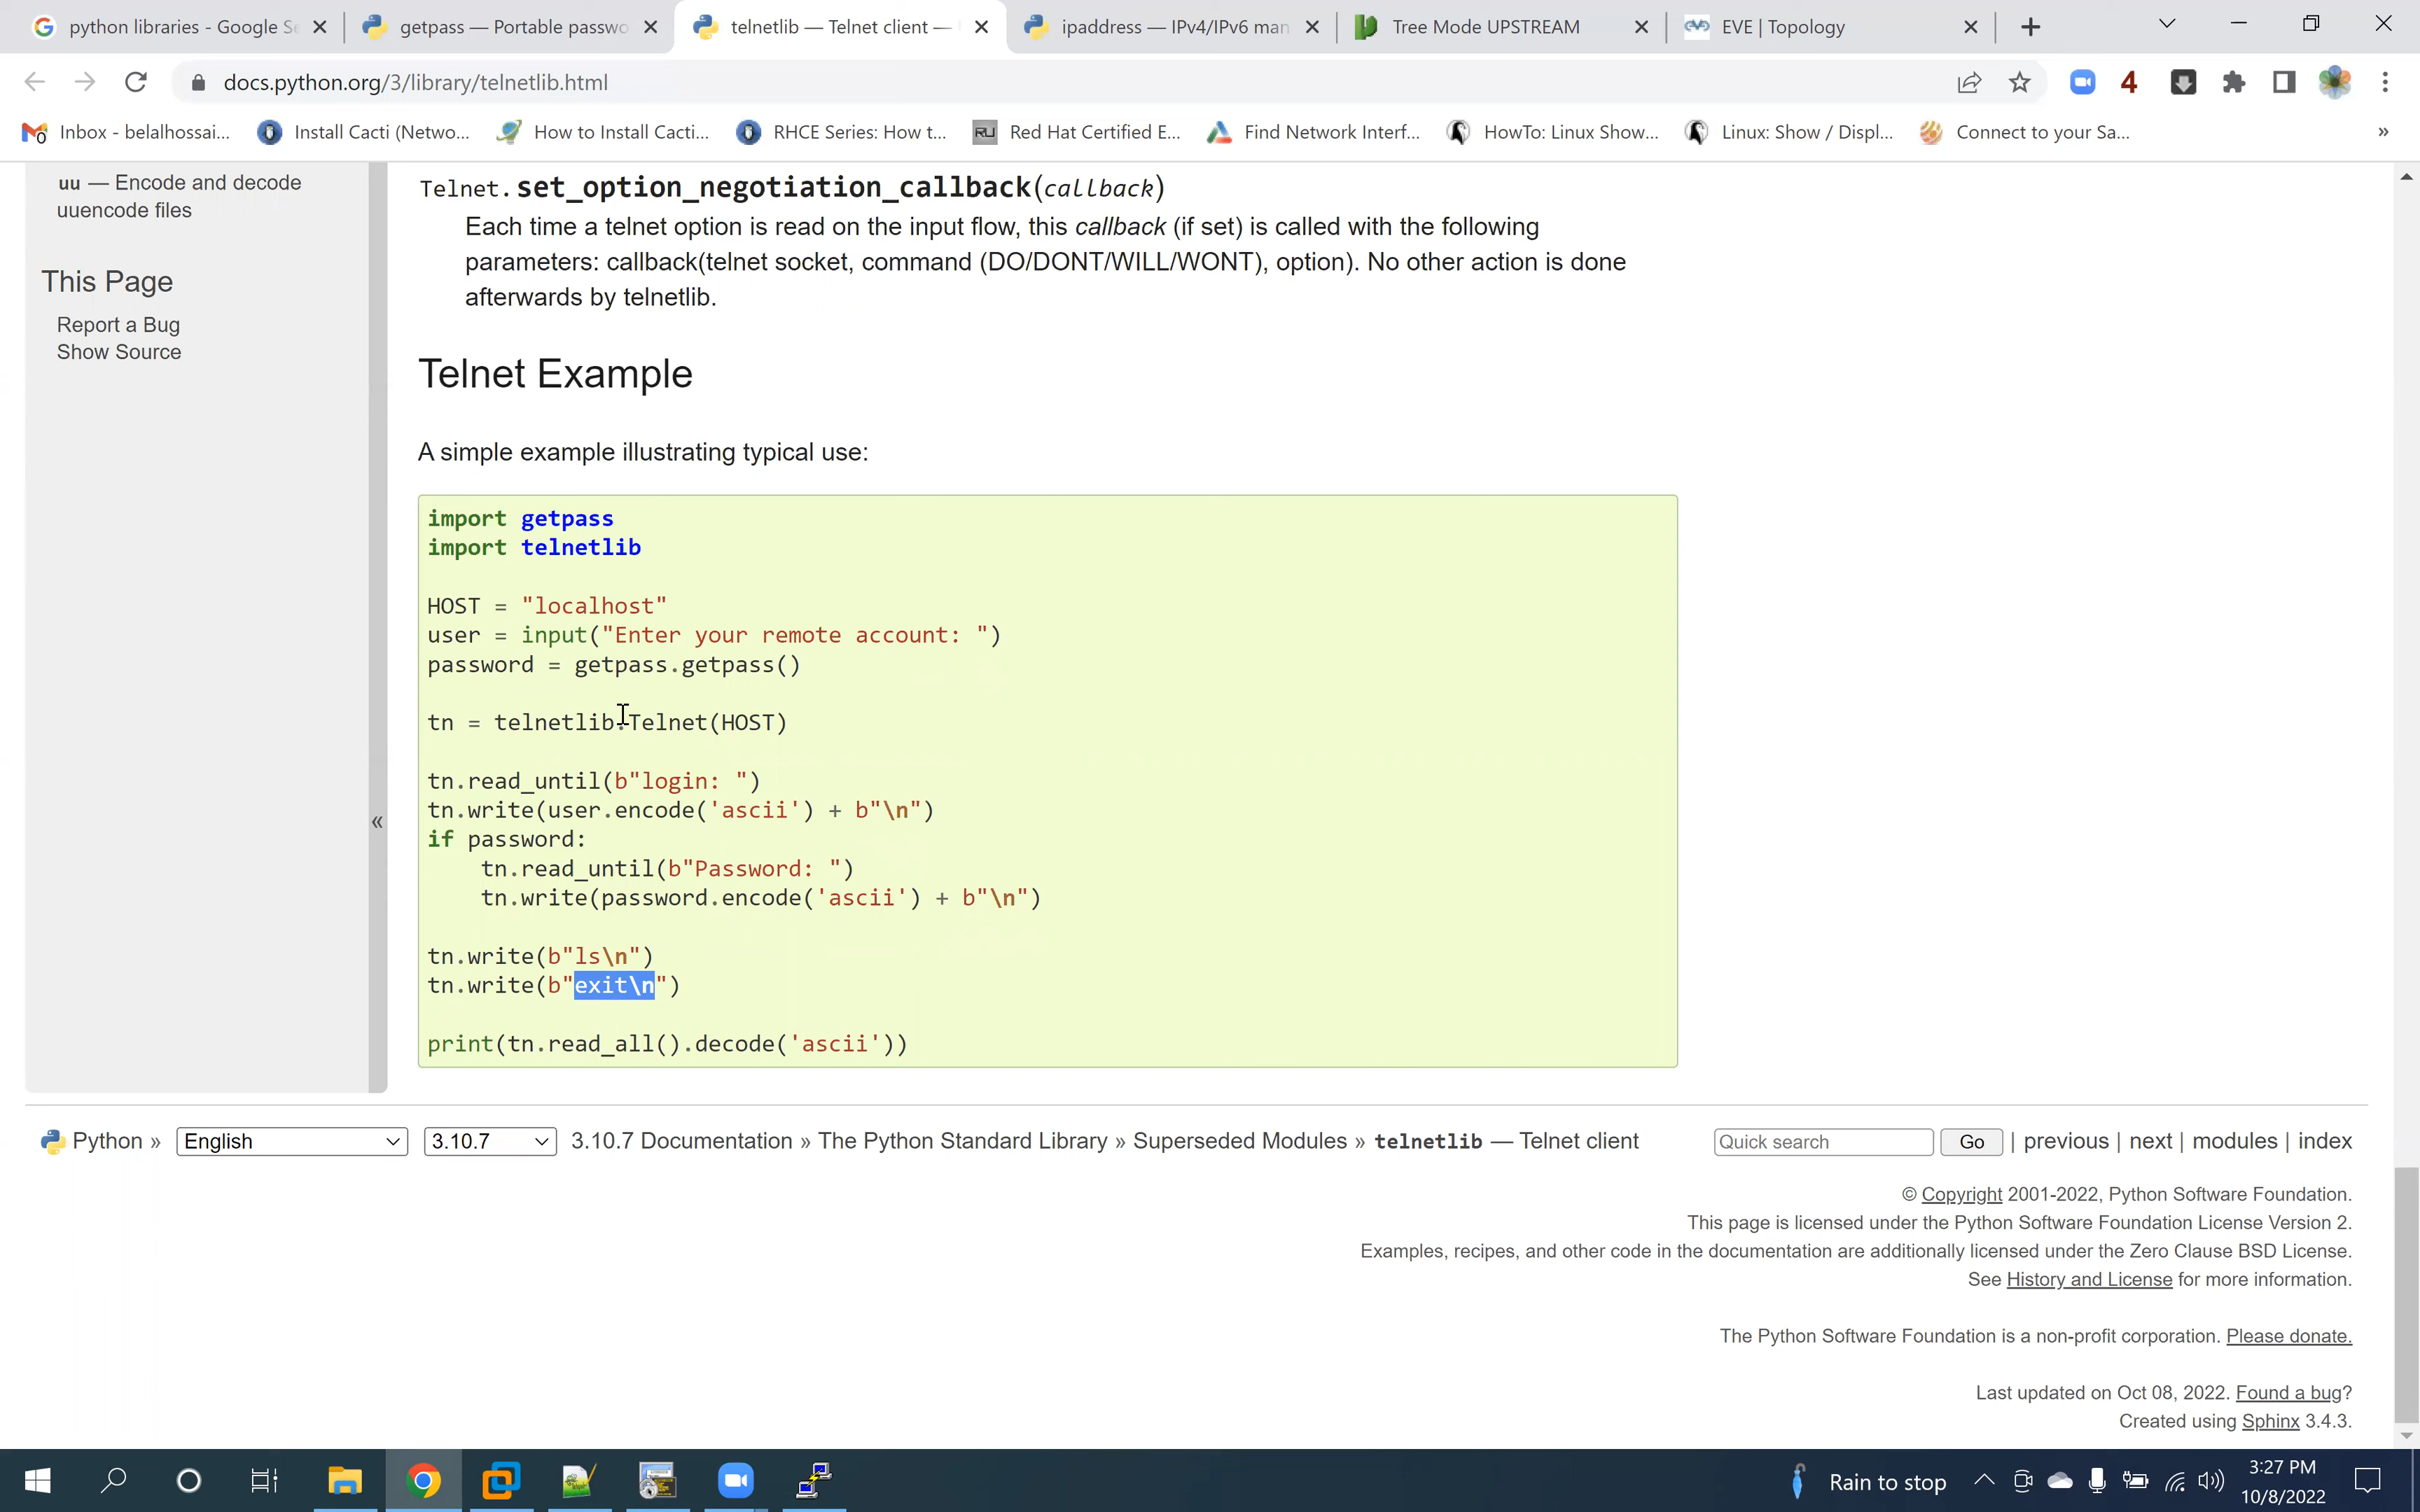 python libraries - Google Se
getpass — Portable passwo
telnetlib — Telnet client —
ipaddress — IPv4/IPv6 man
Tree Mode UPSTREAM
EVE | Topology
docs.python.org/3/library/telnetlib.html
4
Inbox - belalhossai...
Install Cacti (Netwo...
How to Install Cacti...
RHCE Series: How t...
RU
Red Hat Certified E...
Find Network Interf...
HowTo: Linux Show...
Linux: Show / Displ...
Connect to your Sa...
»
uu — Encode and decode
uuencode files
This Page
Report a Bug
Show Source
«
Telnet.set_option_negotiation_callback(callback)
Each time a telnet option is read on the input flow, this callback (if set) is called with the following
parameters: callback(telnet socket, command (DO/DONT/WILL/WONT), option). No other action is done
afterwards by telnetlib.
Telnet Example
A simple example illustrating typical use:
import getpass
import telnetlib
HOST = "localhost"
user = input("Enter your remote account: ")
password = getpass.getpass()
tn = telnetlib.Telnet(HOST)
tn.read_until(b"login: ")
tn.write(user.encode('ascii') + b"\n")
if password:
    tn.read_until(b"Password: ")
    tn.write(password.encode('ascii') + b"\n")
tn.write(b"ls\n")
tn.write(b"exit\n")
print(tn.read_all().decode('ascii'))
Python » English 3.10.7 3.10.7 Documentation » The Python Standard Library » Superseded Modules » telnetlib — Telnet client Quick search Go | previous | next | modules | index
© Copyright 2001-2022, Python Software Foundation.
This page is licensed under the Python Software Foundation License Version 2.
Examples, recipes, and other code in the documentation are additionally licensed under the Zero Clause BSD License.
See History and License for more information.
The Python Software Foundation is a non-profit corporation. Please donate.
Last updated on Oct 08, 2022. Found a bug?
Created using Sphinx 3.4.3.
Rain to stop
3:27 PM
10/8/2022